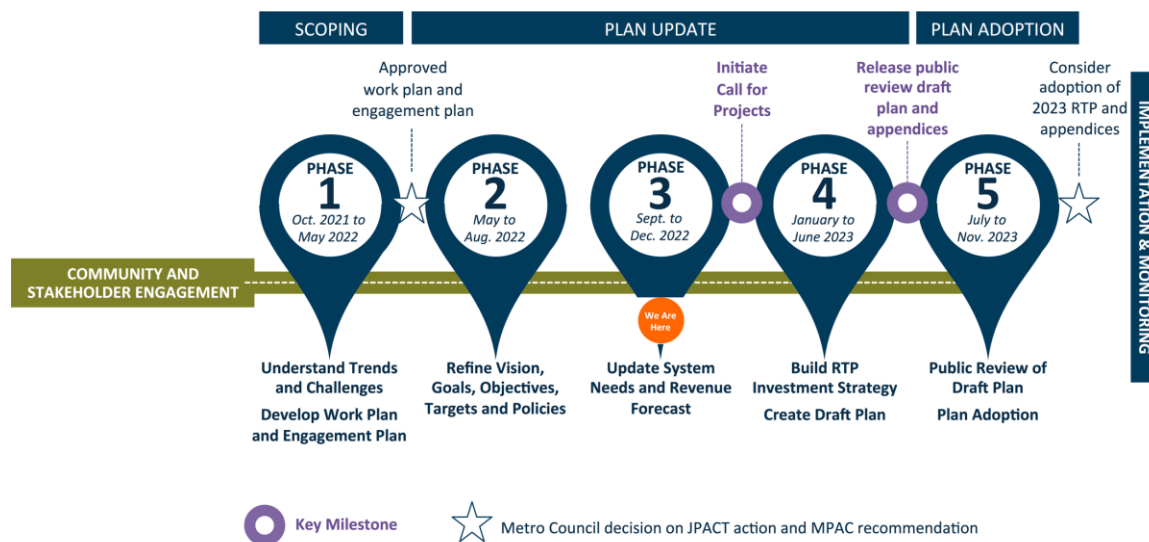 SCOPING
PLAN UPDATE
PLAN ADOPTION
Approved
work plan and
engagement plan
Initiate
Call for
Projects
Release public
review draft
plan and
appendices
Consider
adoption of
2023 RTP and
appendices
IMPLEMENTATION & MONITORING
PHASE
1
Oct. 2021 to
May 2022
PHASE
2
May to
Aug. 2022
PHASE
3
Sept. to
Dec. 2022
PHASE
4
January to
June 2023
PHASE
5
July to
Nov. 2023
COMMUNITY AND
STAKEHOLDER ENGAGEMENT
We Are
Here
Understand Trends
and Challenges
Develop Work Plan
and Engagement Plan
Refine Vision,
Goals, Objectives,
Targets and Policies
Update System
Needs and Revenue
Forecast
Build RTP
Investment Strategy
Create Draft Plan
Public Review of
Draft Plan
Plan Adoption
Key Milestone
Metro Council decision on JPACT action and MPAC recommendation